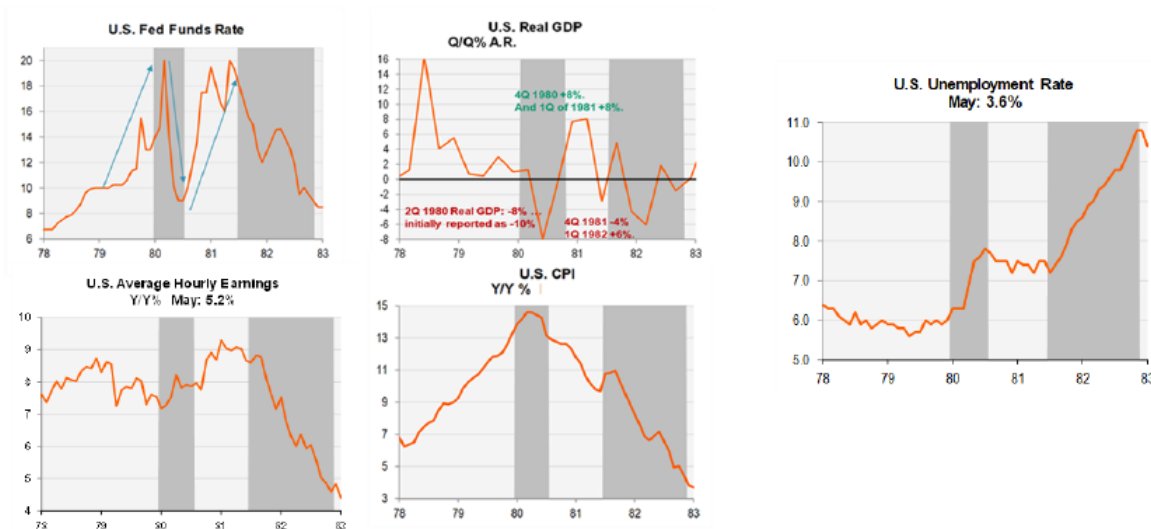 U.S. Fed Funds Rate
20
18
16
14
12
10
8
6
78 79 80 81 82 83
U.S. Real GDP
Q/Q% A.R.
16
14
12
10
8
6
4
2
0
-2
-4
-6
-8
4Q 1980 +8%.
And 1Q of 1981 +8%.
2Q 1980 Real GDP: -8% ...
initially reported as -10%
4Q 1981 -4%
1Q 1982 +6%.
78 79 80 81 82 83
U.S. Unemployment Rate
May: 3.6%
11.0
10.0
9.0
8.0
7.0
6.0
5.0
78 79 80 81 82 83
U.S. Average Hourly Earnings
Y/Y% May: 5.2%
10
9
8
7
6
5
4
78 79 80 81 82 83
U.S. CPI
Y/Y %
15
13
11
9
7
5
3
78 79 80 81 82 83